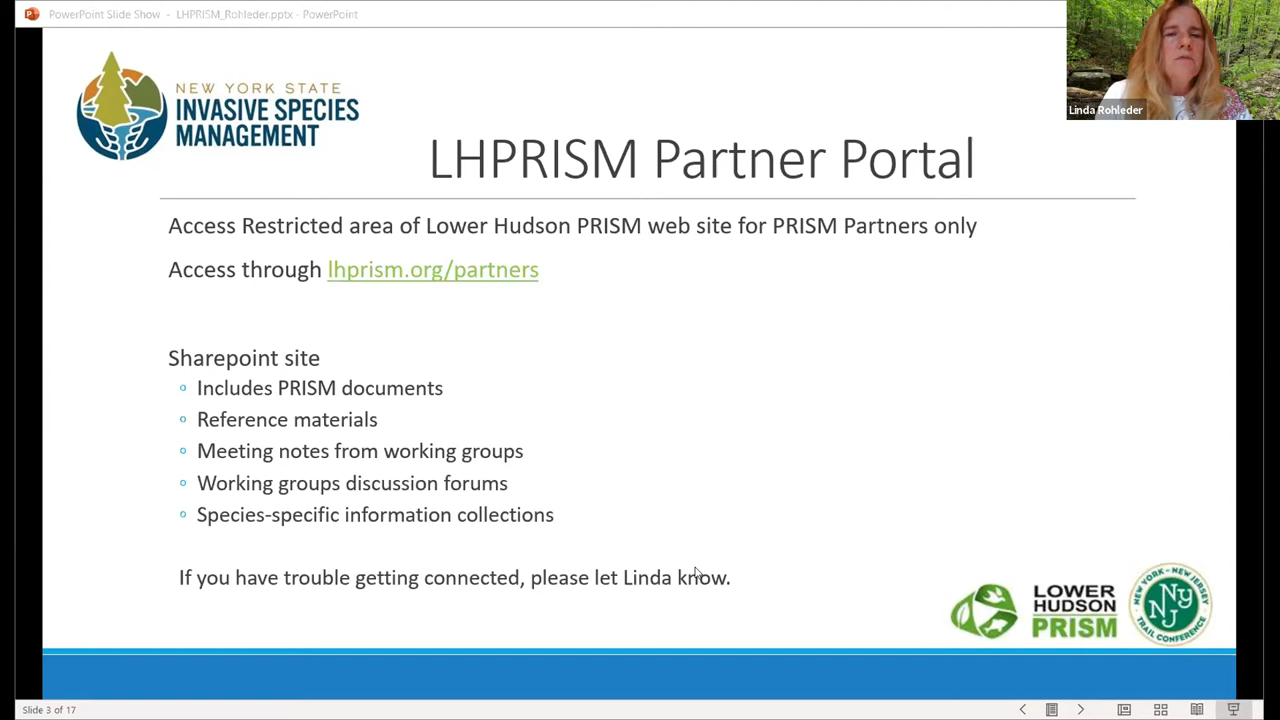 PowerPoint Slide Show - LHPRISM_Rohleder.pptx - PowerPoint
Linda Rohleder
NEW YORK STATE
INVASIVE SPECIES
MANAGEMENT
LHPRISM Partner Portal
Access Restricted area of Lower Hudson PRISM web site for PRISM Partners only
Access through lhprism.org/partners
Sharepoint site
Includes PRISM documents
Reference materials
Meeting notes from working groups
Working groups discussion forums
Species-specific information collections
If you have trouble getting connected, please let Linda know.
LOWER
HUDSON
PRISM
NEW YORK - NEW JERSEY
NY
NJ
TRAIL CONFERENCE
Slide 3 of 17